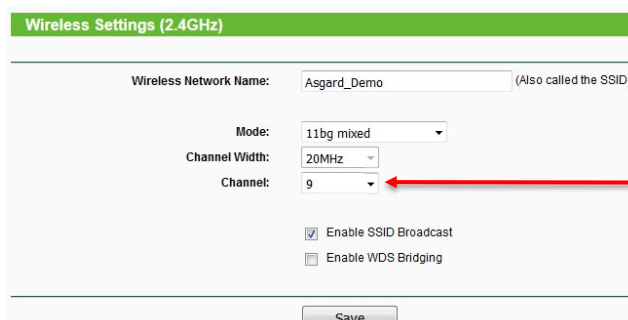 Wireless Settings (2.4GHz)
Wireless Network Name: Asgard_Demo (Also called the SSID
Mode: 11bg mixed
Channel Width: 20MHz
Channel: 9
Enable SSID Broadcast
Enable WDS Bridging
Save